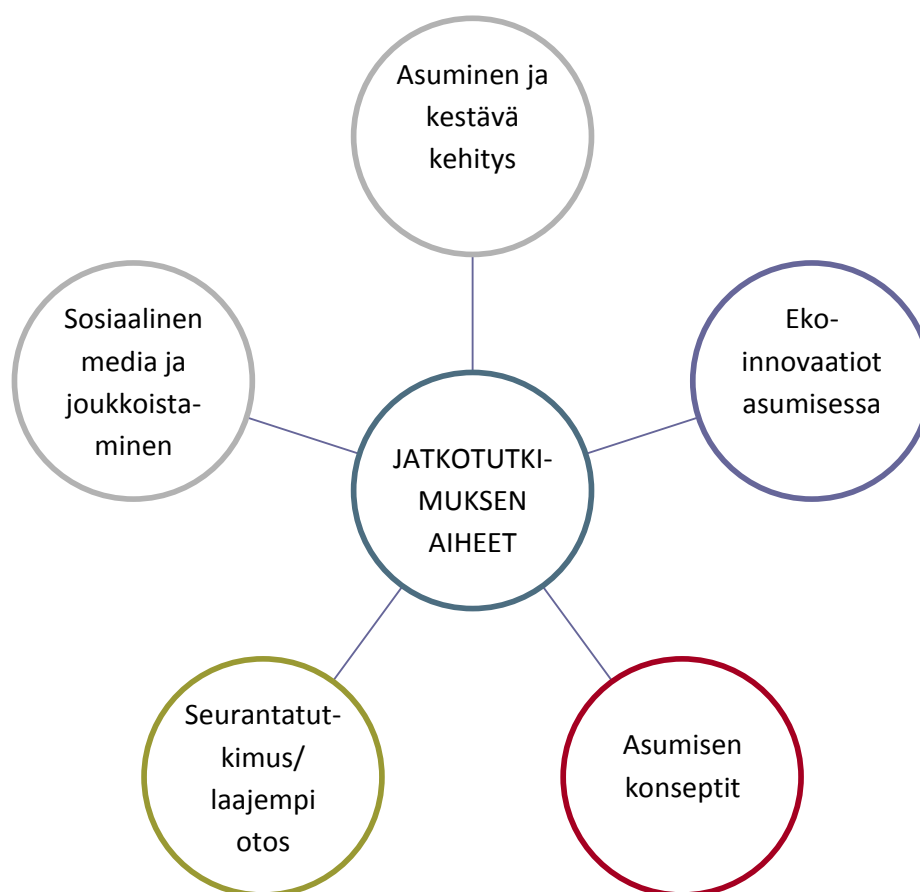 Asuminen ja
kestävä
kehitys
Sosiaalinen
media ja
joukkoista-
minen
Eko-
innovaatiot
asumisessa
JATKOTUTKI-
MUKSEN
AIHEET
Seurantatut-
kimus/
laajempi
otos
Asumisen
konseptit